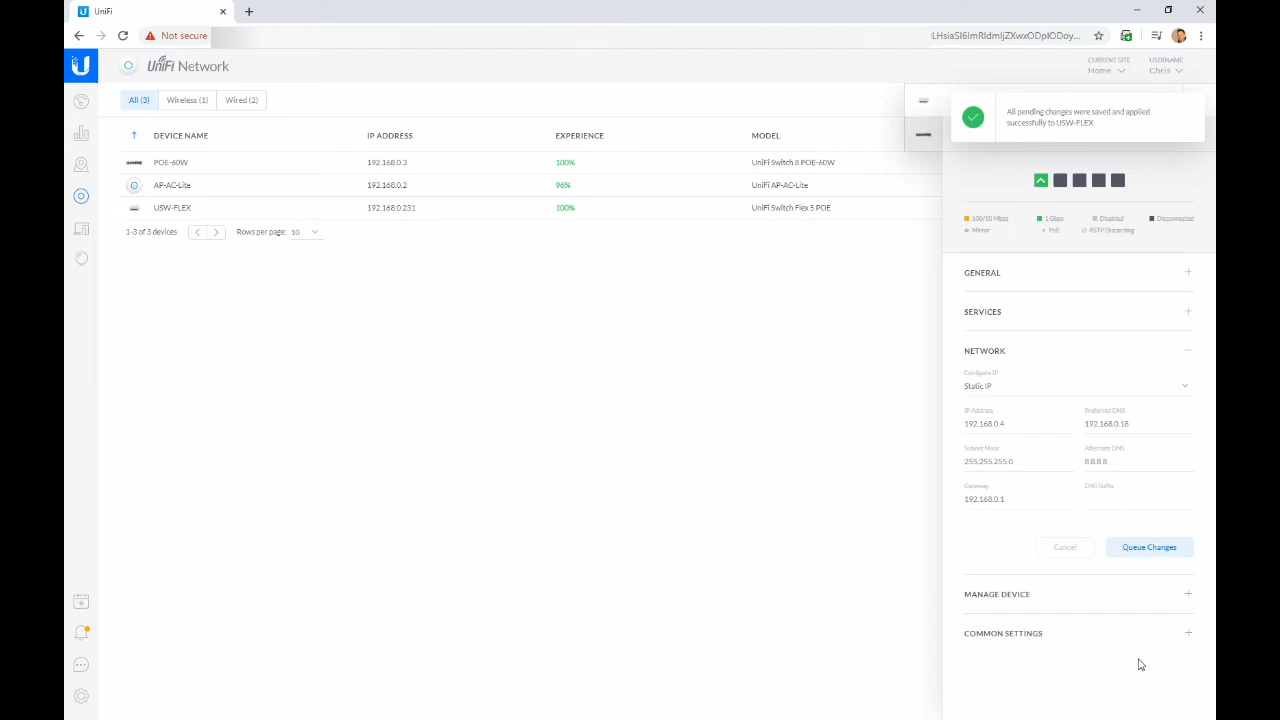 UniFi
Not secure
LHsiaSI6ImRldmljZXwxODplODoy...
UniFi Network
CURRENT SITE
Home
USERNAME
Chris
All (3)
Wireless (1)
Wired (2)
All pending changes were saved and applied
successfully to USW-FLEX.
DEVICE NAME IP ADDRESS EXPERIENCE MODEL
POE-60W 192.168.0.3 100% UniFi Switch 8 POE-60W
AP-AC-Lite 192.168.0.2 96% UniFi AP-AC-Lite
USW-FLEX 192.168.0.231 100% UniFi Switch Flex 5 POE
1-3 of 3 devices
Rows per page: 10
100/10 Mbps 1 Gbps Disabled Disconnected
Mirror PoE RSTP Discarding
GENERAL
SERVICES
NETWORK
Configure IP
Static IP
IP Address Preferred DNS
192.168.0.4 192.168.0.18
Subnet Mask Alternate DNS
255.255.255.0 8.8.8.8
Gateway DNS Suffix
192.168.0.1
Cancel Queue Changes
MANAGE DEVICE
COMMON SETTINGS